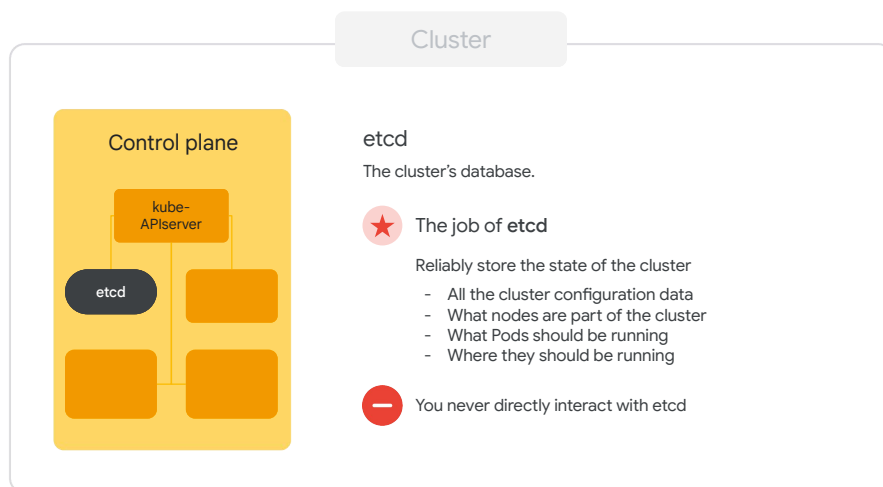 Cluster
Control plane
kube-
APIserver
etcd
etcd
The cluster's database.
The job of etcd
Reliably store the state of the cluster
- All the cluster configuration data
- What nodes are part of the cluster
- What Pods should be running
- Where they should be running
You never directly interact with etcd